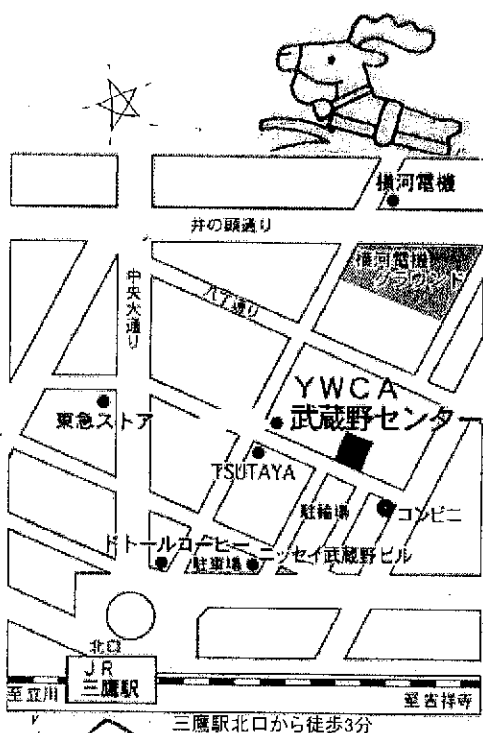 横河電機
井の頭通り
横河電機
グラウンド
中央大通り
八丁通り
YWCA
武蔵野センター
東急ストア
TSUTAYA
駐輪場
コンビニ
ドトールコーヒー
駐車場
ニッセイ武蔵野ビル
北口
JR
三鷹駅
至立川
至吉祥寺
三鷹駅北口から徒歩3分